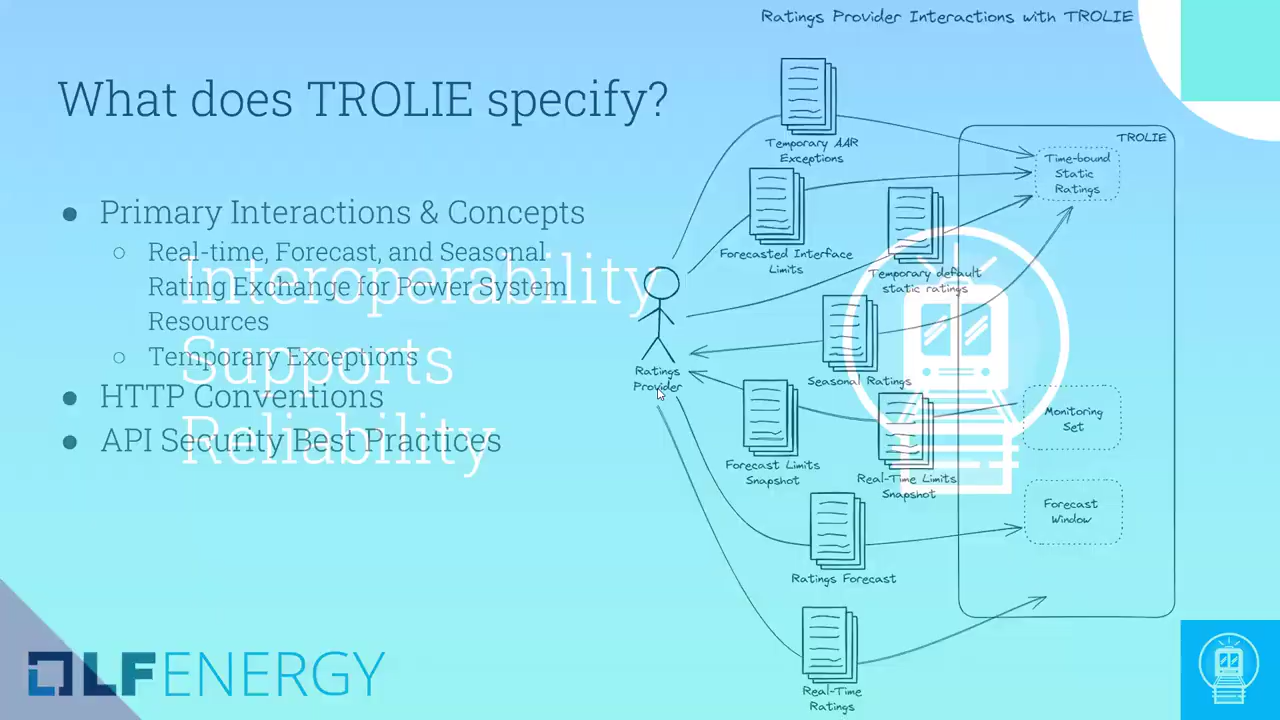 Ratings Provider Interactions with TROLIE
What does TROLIE specify?
● Primary Interactions & Concepts
○ Real-time, Forecast, and Seasonal
Rating Exchange for Power System
Resources
○ Temporary Exceptions
● HTTP Conventions
● API Security Best Practices
Interoperability
Supports
Reliability
Temporary AAR
Exceptions
Forecasted Interface
Limits
Temporary default
static ratings
Seasonal Ratings
Ratings
Provider
Forecast Limits
Snapshot
Real-Time Limits
Snapshot
Ratings Forecast
Real-Time
Ratings
TROLIE
Time-bound
Static
Ratings
Monitoring
Set
Forecast
Window
LFENERGY